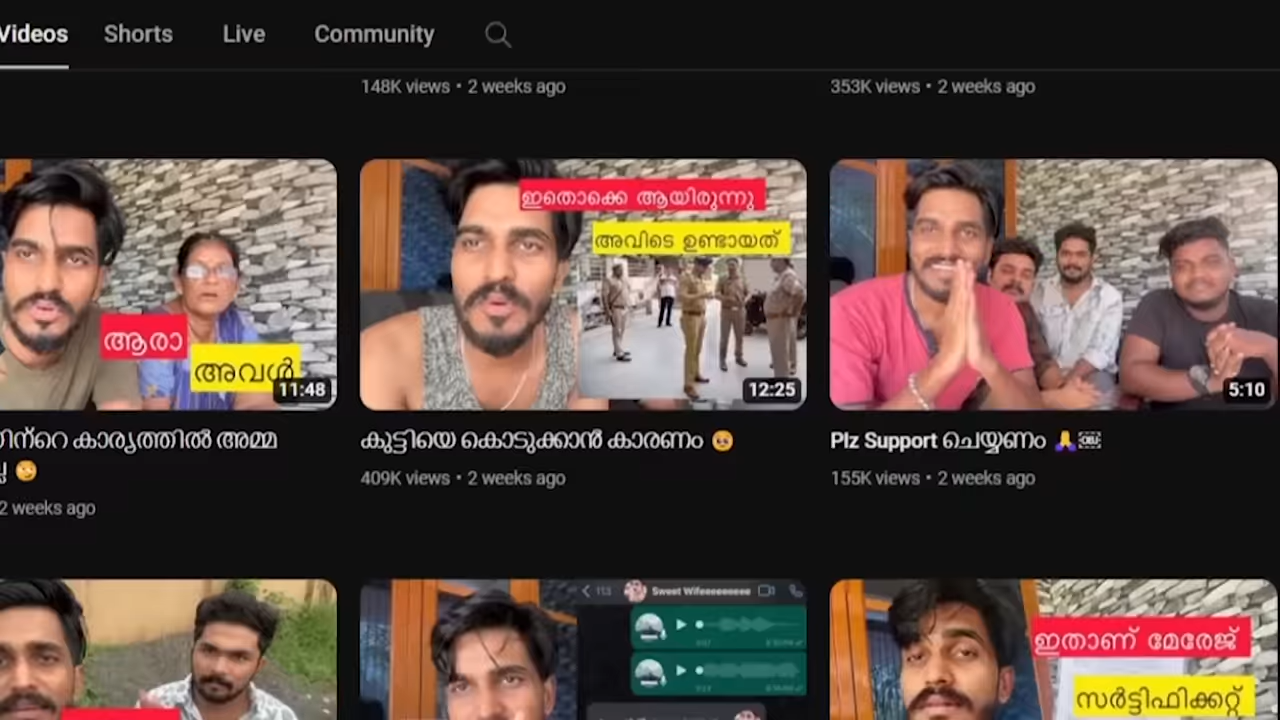 Videos Shorts Live Community
148K views • 2 weeks ago
353K views • 2 weeks ago
ആരാ
അവൾ
11:48
ഇതൊക്കെ ആയിരുന്നു
അവിടെ ഉണ്ടായത്
12:25
5:10
കാര്യത്തിൽ അമ്മ
2 weeks ago
കുട്ടിയെ കൊടുക്കാൻ കാരണം 🥹
409K views • 2 weeks ago
Plz Support ചെയ്യണം 🙏
155K views • 2 weeks ago
113 Sweet Wifeeeeeeeee
ഇതാണ് മേരേജ്
സർട്ടിഫിക്കറ്റ്